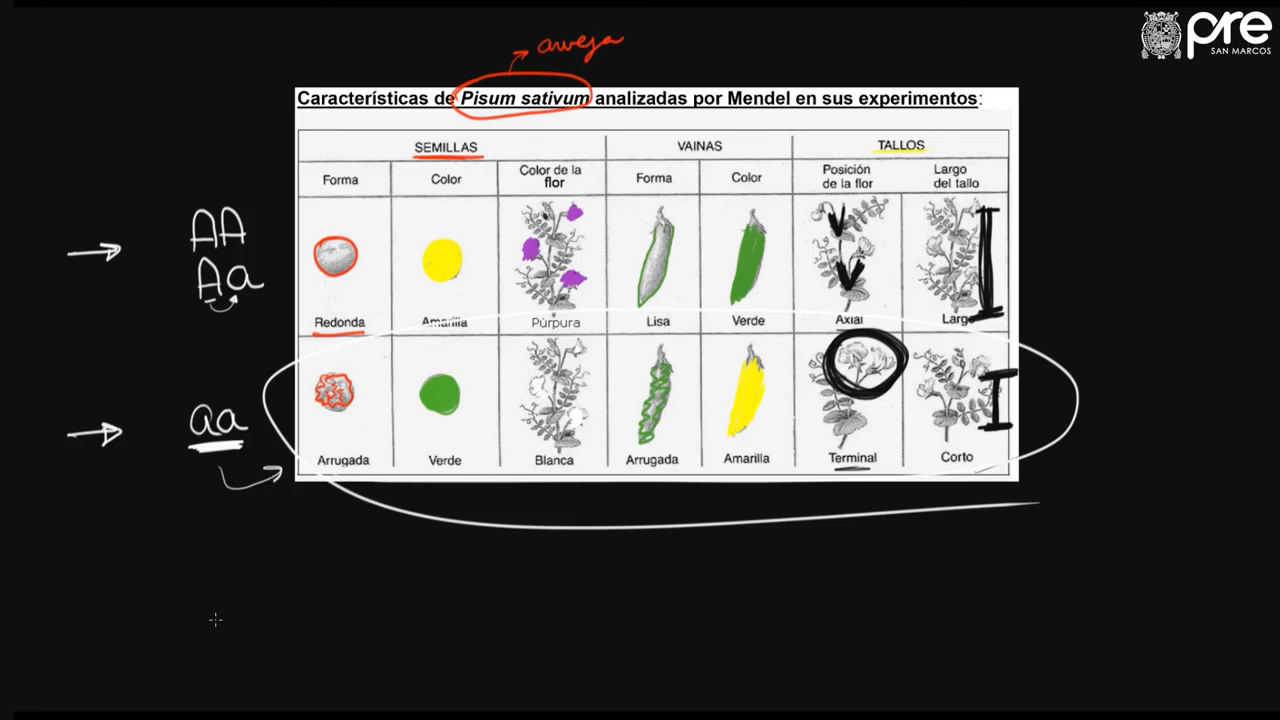 pre
SAN MARCOS
arveja
Características de Pisum sativum analizadas por Mendel en sus experimentos:
SEMILLAS VAINAS TALLOS
Forma Color Color de la flor Forma Color Posición de la flor Largo del tallo
AA
Aa
Redonda Amarilla Púrpura Lisa Verde Axial Largo
aa
Arrugada Verde Blanca Arrugada Amarilla Terminal Corto